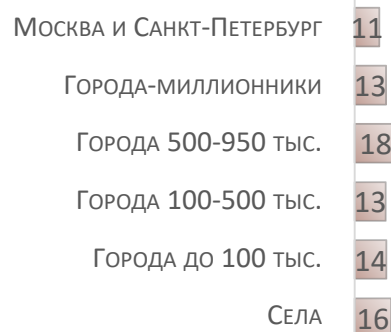 Москва и Санкт-Петербург 11
Города-миллионники 13
Города 500-950 тыс. 18
Города 100-500 тыс. 13
Города до 100 тыс. 14
Села 16